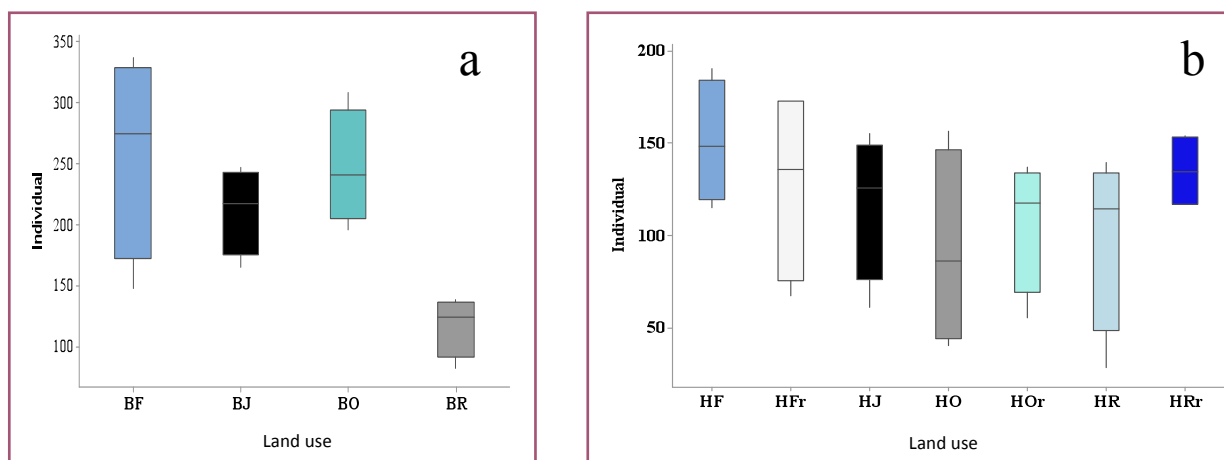 a
350
300
250
200
150
100
Individual
BF BJ BO BR
Land use
b
200
150
100
50
Individual
HF HFr HJ HO HOr HR HRr
Land use